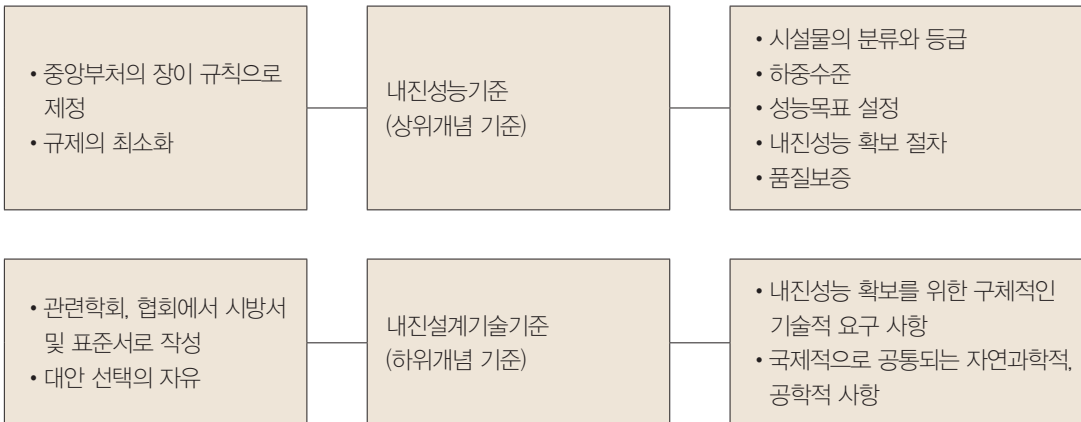 • 중앙부처의 장이 규칙으로
제정
• 규제의 최소화
내진성능기준
(상위개념 기준)
• 시설물의 분류와 등급
• 하중수준
• 성능목표 설정
• 내진성능 확보 절차
• 품질보증
• 관련학회, 협회에서 시방서
및 표준서로 작성
• 대안 선택의 자유
내진설계기술기준
(하위개념 기준)
• 내진성능 확보를 위한 구체적인
기술적 요구 사항
• 국제적으로 공통되는 자연과학적,
공학적 사항